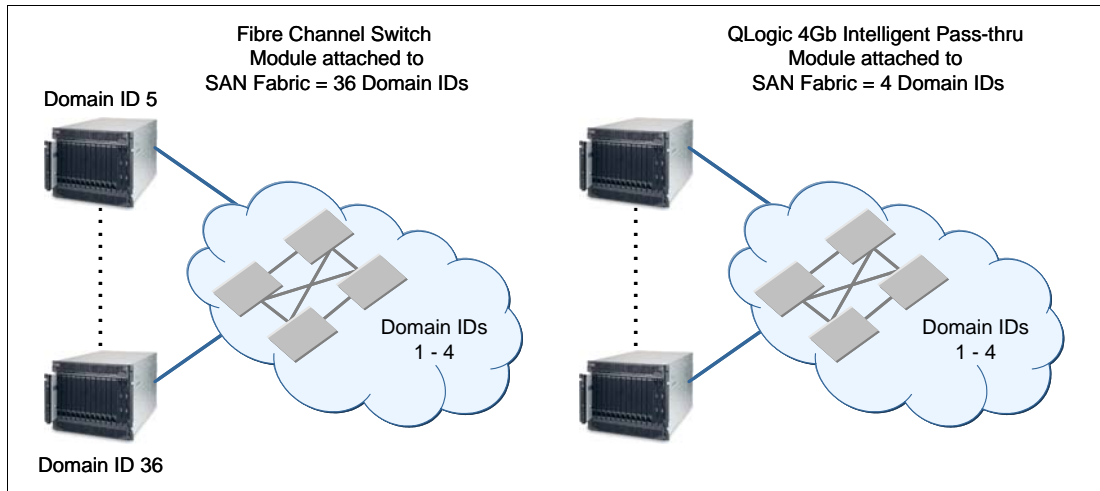 Fibre Channel Switch
Module attached to
SAN Fabric = 36 Domain IDs
Domain ID 5
Domain IDs
1 - 4
Domain ID 36
QLogic 4Gb Intelligent Pass-thru
Module attached to
SAN Fabric = 4 Domain IDs
Domain IDs
1 - 4